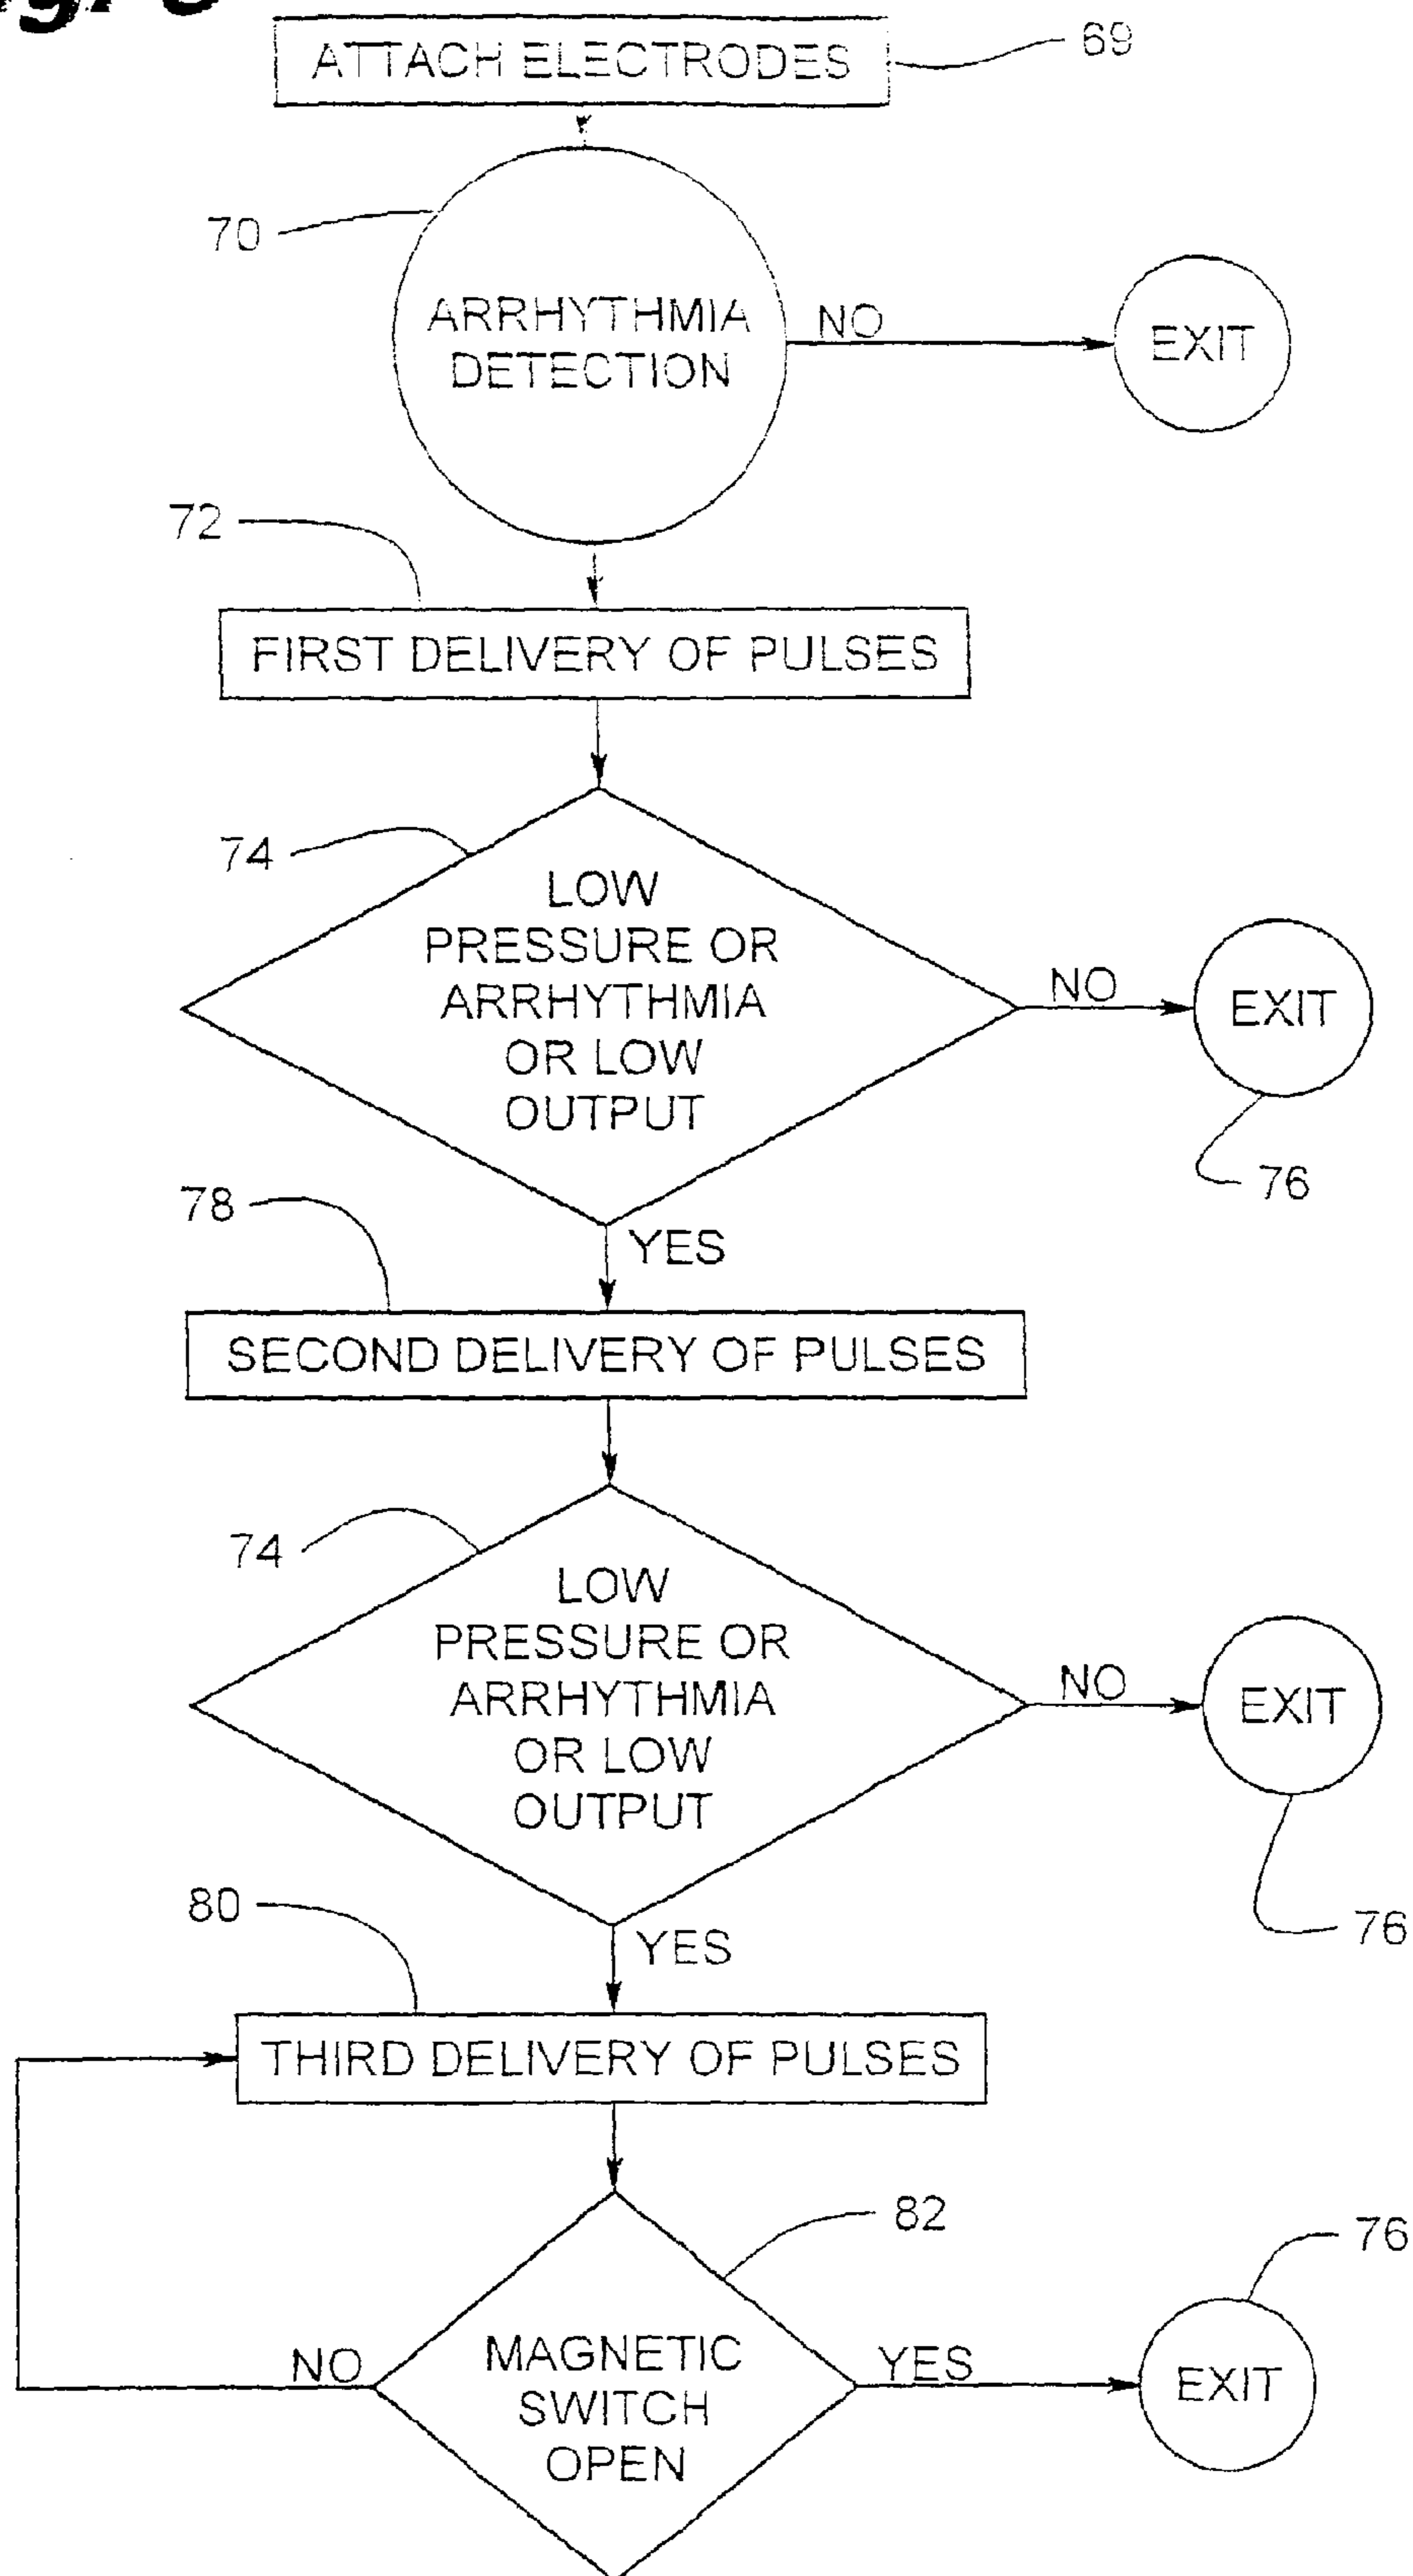 ATTACH ELECTRODES
69
70
ARRHYTHMIA
DETECTION
NO
EXIT
72
FIRST DELIVERY OF PULSES
74
LOW
PRESSURE OR
ARRHYTHMIA
OR LOW
OUTPUT
NO
EXIT
76
78
YES
SECOND DELIVERY OF PULSES
74
LOW
PRESSURE OR
ARRHYTHMIA
OR LOW
OUTPUT
NO
EXIT
76
80
YES
THIRD DELIVERY OF PULSES
82
76
NO
MAGNETIC
SWITCH
OPEN
YES
EXIT